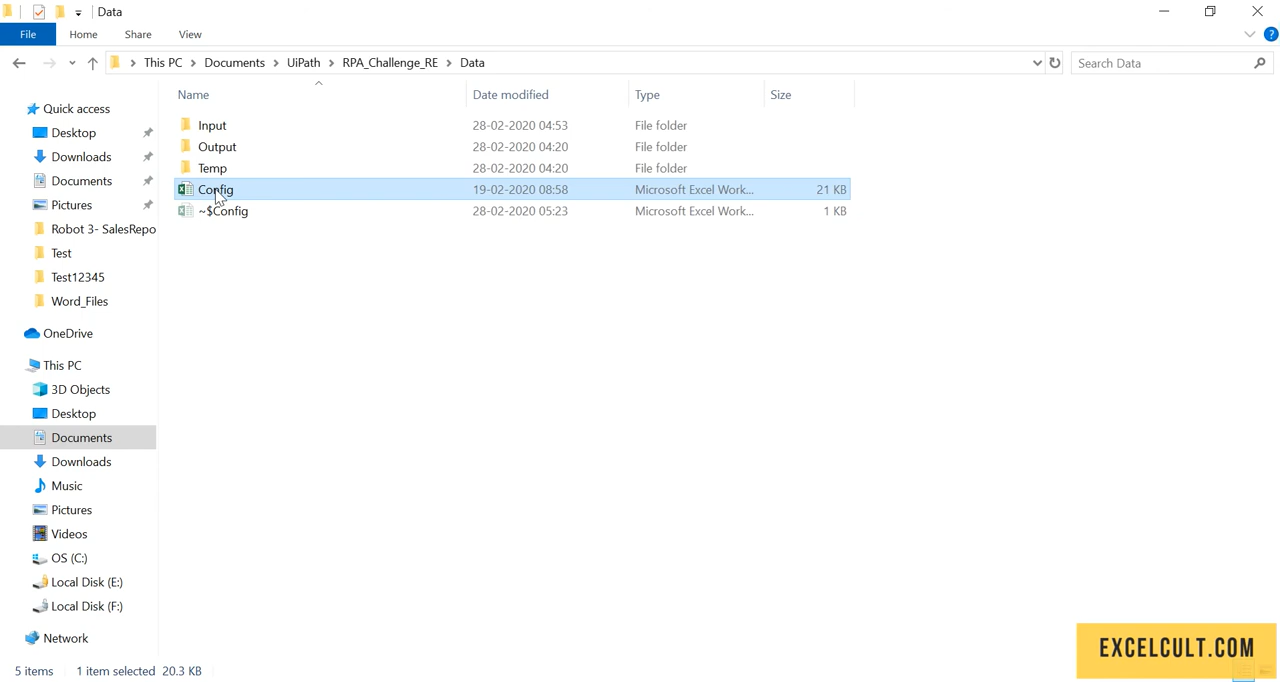 Data
File Home Share View
This PC Documents UiPath RPA_Challenge_RE Data Search Data
Name Date modified Type Size
Input 28-02-2020 04:53 File folder
Output 28-02-2020 04:20 File folder
Temp 28-02-2020 04:20 File folder
Config 19-02-2020 08:58 Microsoft Excel Work... 21 KB
~$Config 28-02-2020 05:23 Microsoft Excel Work... 1 KB
Quick access
Desktop
Downloads
Documents
Pictures
Robot 3- SalesRepo
Test
Test12345
Word_Files
OneDrive
This PC
3D Objects
Desktop
Documents
Downloads
Music
Pictures
Videos
OS (C:)
Local Disk (E:)
Local Disk (F:)
Network
5 items 1 item selected 20.3 KB
EXCELCULT.COM